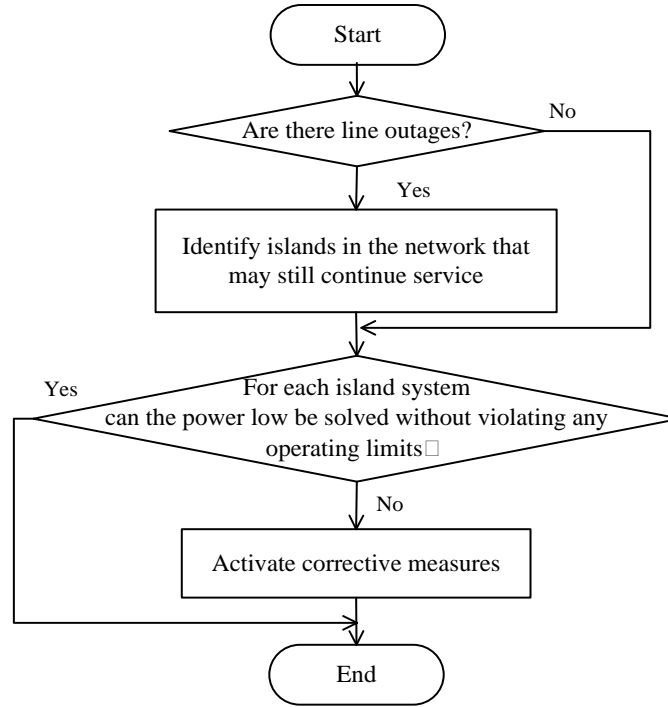 Start
Are there line outages?
No
Yes
Identify islands in the network that
may still continue service
Yes
For each island system
can the power low be solved without violating any
operating limits□
No
Activate corrective measures
End